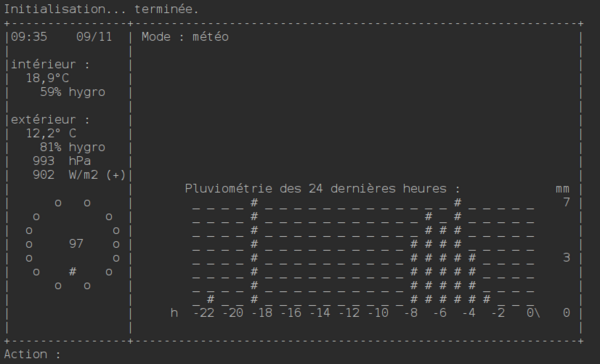 Initialisation... terminée.
+-----------------+--------------------------------------------------------------+
|09:35    09/11  | Mode : météo |
|intérieur :
18,9°C
59% hygro
|extérieur :
12,2° C
81% hygro
993  hPa
902  W/m2 (+)|
o   o   Pluviométrie des 24 dernières heures :   mm
_ _ _ _ # _ _ _ _ _ _ _ _ _ _ _ _ _ # _ _ _ _ _   7
o         o   _ _ _ _ # _ _ _ _ _ _ _ _ _ _ _ # _ # _ _ _ _ _
o           o   _ _ _ _ # _ _ _ _ _ _ _ _ _ _ _ # # # _ _ _ _ _
o     97    o   _ _ _ _ # _ _ _ _ _ _ _ _ _ _ # # # # _ _ _ _ _
o           o   _ _ _ _ # _ _ _ _ _ _ _ _ _ _ # # # # # _ _ _ _   3
o    #    o   _ _ _ _ # _ _ _ _ _ _ _ _ _ _ # # # # # _ _ _ _
o   o   _ _ _ _ # _ _ _ _ _ _ _ _ _ _ # # # # # _ _ _ _
_ # _ _ # _ _ _ _ _ _ _ _ _ _ # # # # # # _ _ _
h  -22 -20 -18 -16 -14 -12 -10  -8  -6  -4  -2   0\   0
+-----------------+--------------------------------------------------------------+
Action :